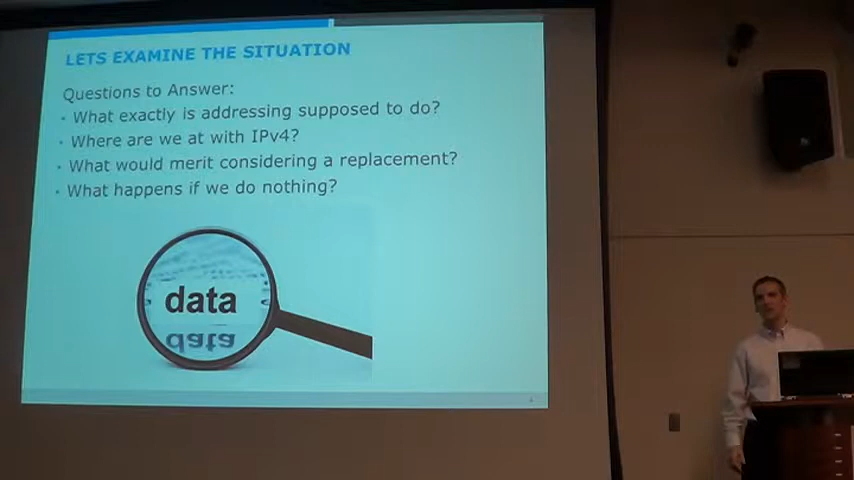 LETS EXAMINE THE SITUATION
Questions to Answer:
• What exactly is addressing supposed to do?
• Where are we at with IPv4?
• What would merit considering a replacement?
• What happens if we do nothing?
data
data